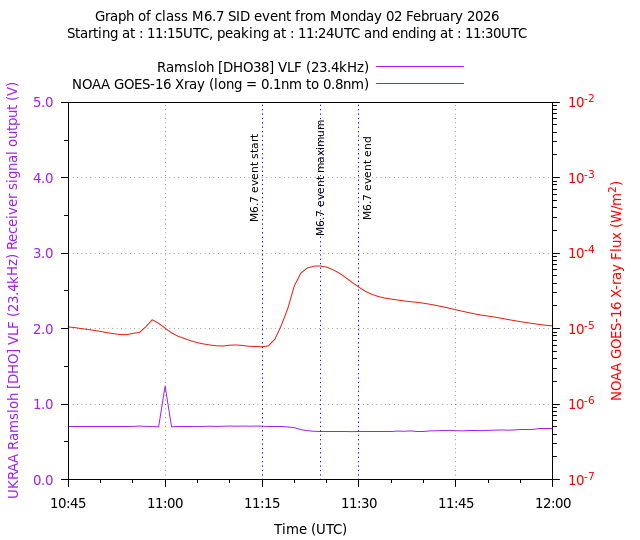 Graph of class M6.7 SID event from Monday 02 February 2026
Starting at : 11:15UTC, peaking at : 11:24UTC and ending at : 11:30UTC
Ramsloh [DHO38] VLF (23.4kHz)
NOAA GOES-16 Xray (long = 0.1nm to 0.8nm)
UKRAA Ramsloh [DHO] VLF (23.4kHz) Receiver signal output (V)
5.0
4.0
3.0
2.0
1.0
0.0
M6.7 event start
M6.7 event maximum
M6.7 event end
10⁻²
10⁻³
10⁻⁴
10⁻⁵
10⁻⁶
10⁻⁷
NOAA GOES-16 X-ray Flux (W/m²)
10:45 11:00 11:15 11:30 11:45 12:00
Time (UTC)